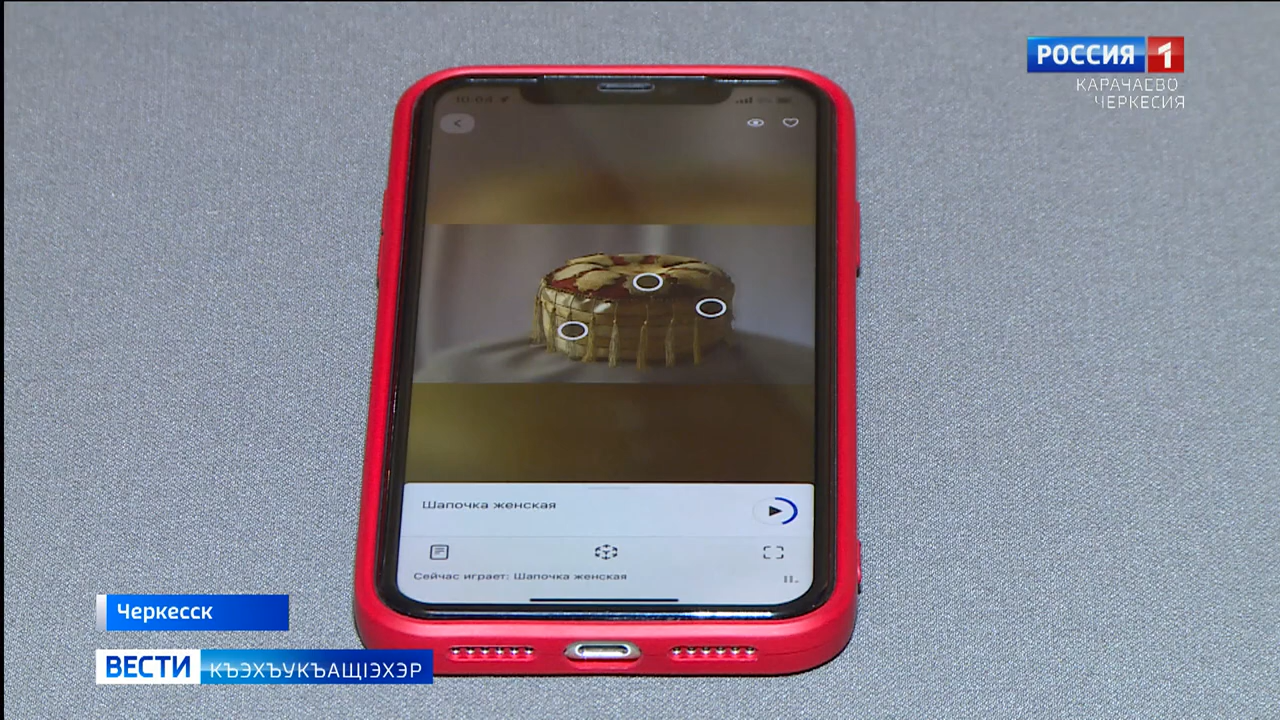 РОССИЯ 1
КАРАЧАЕВО
ЧЕРКЕСИЯ
Шапочка женская
Сейчас играет: Шапочка женская
Черкесск
ВЕСТИ КЪЭХЪУКЪАЩIЭХЭР